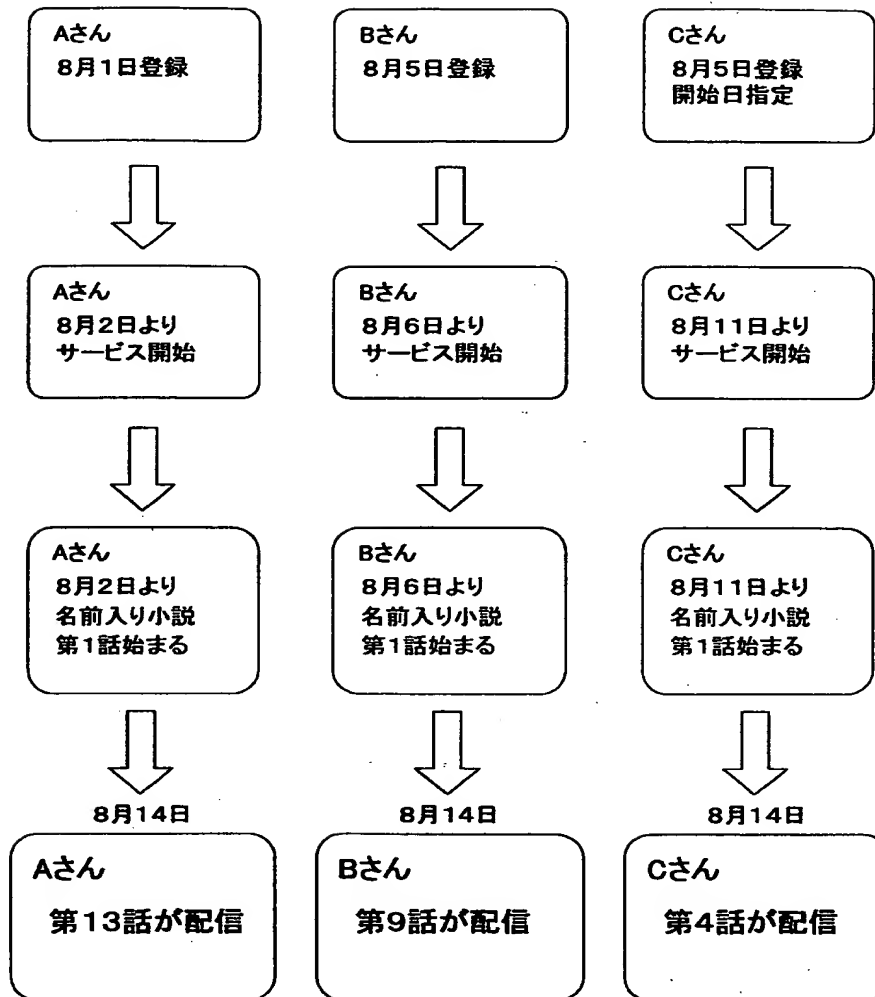 Aさん
8月1日登録
Bさん
8月5日登録
Cさん
8月5日登録
開始日指定
Aさん
8月2日より
サービス開始
Bさん
8月6日より
サービス開始
Cさん
8月11日より
サービス開始
Aさん
8月2日より
名前入り小説
第1話始まる
Bさん
8月6日より
名前入り小説
第1話始まる
Cさん
8月11日より
名前入り小説
第1話始まる
8月14日
8月14日
8月14日
Aさん
第13話が配信
Bさん
第9話が配信
Cさん
第4話が配信